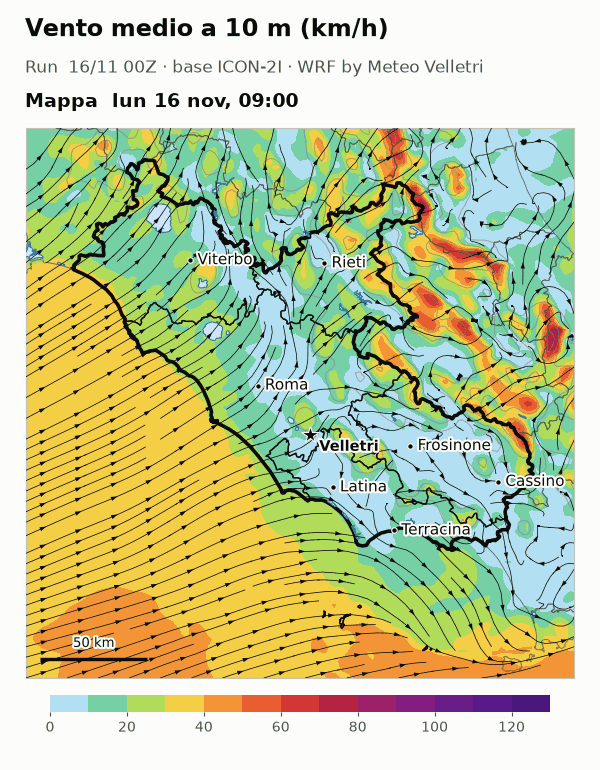 Vento medio a 10 m (km/h)
Run  16/11 00Z · base ICON-2I · WRF by Meteo Velletri
Mappa  lun 16 nov, 09:00
Viterbo
Rieti
Roma
Velletri
Frosinone
Cassino
Latina
Terracina
50 km
0 20 40 60 80 100 120